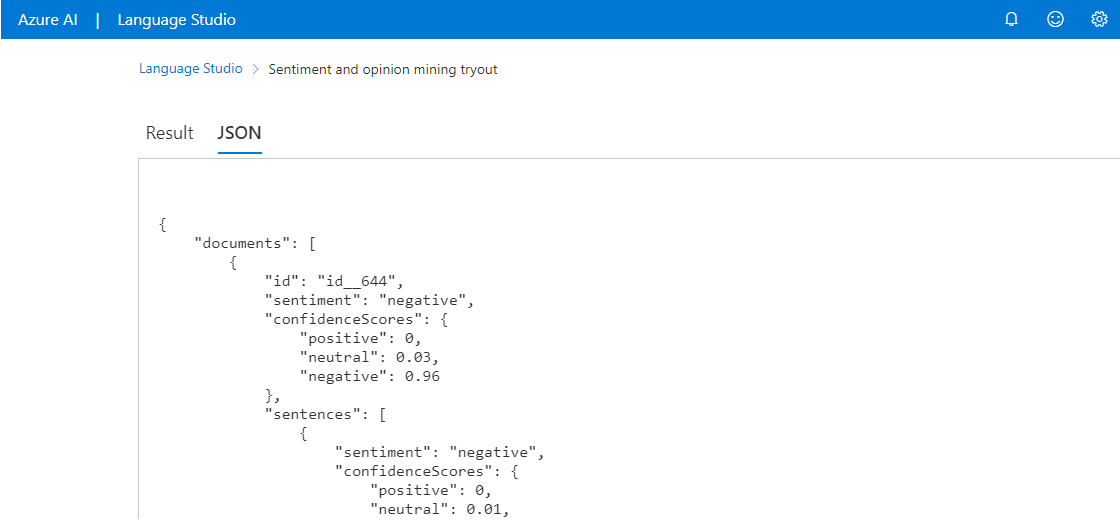 Azure AI | Language Studio
Language Studio > Sentiment and opinion mining tryout
Result JSON
{
    "documents": [
        {
            "id": "id__644",
            "sentiment": "negative",
            "confidenceScores": {
                "positive": 0,
                "neutral": 0.03,
                "negative": 0.96
            },
            "sentences": [
                {
                    "sentiment": "negative",
                    "confidenceScores": {
                        "positive": 0,
                        "neutral": 0.01,